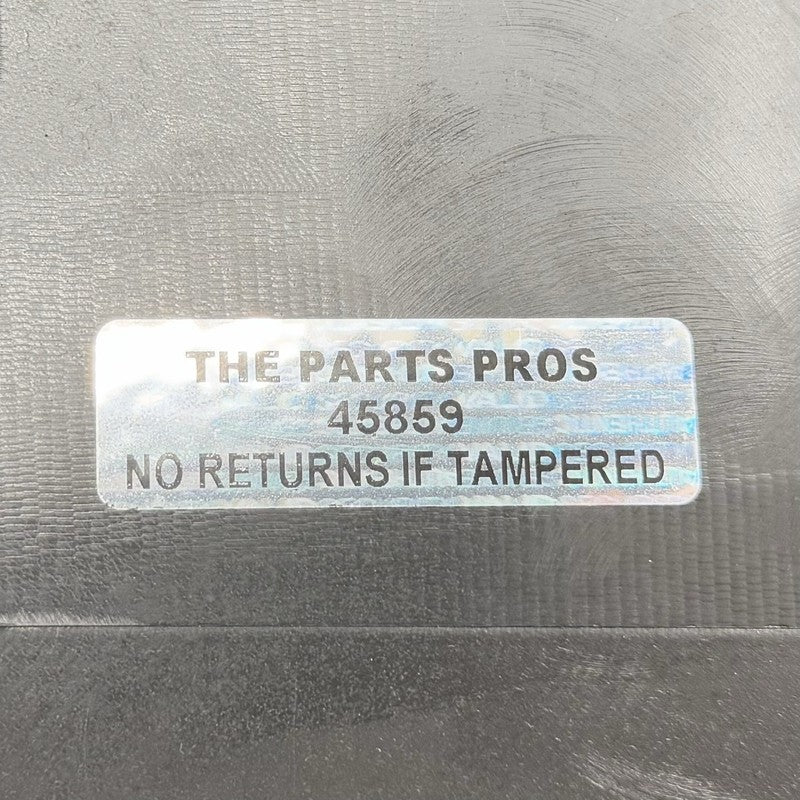 THE PARTS PROS
45859
NO RETURNS IF TAMPERED